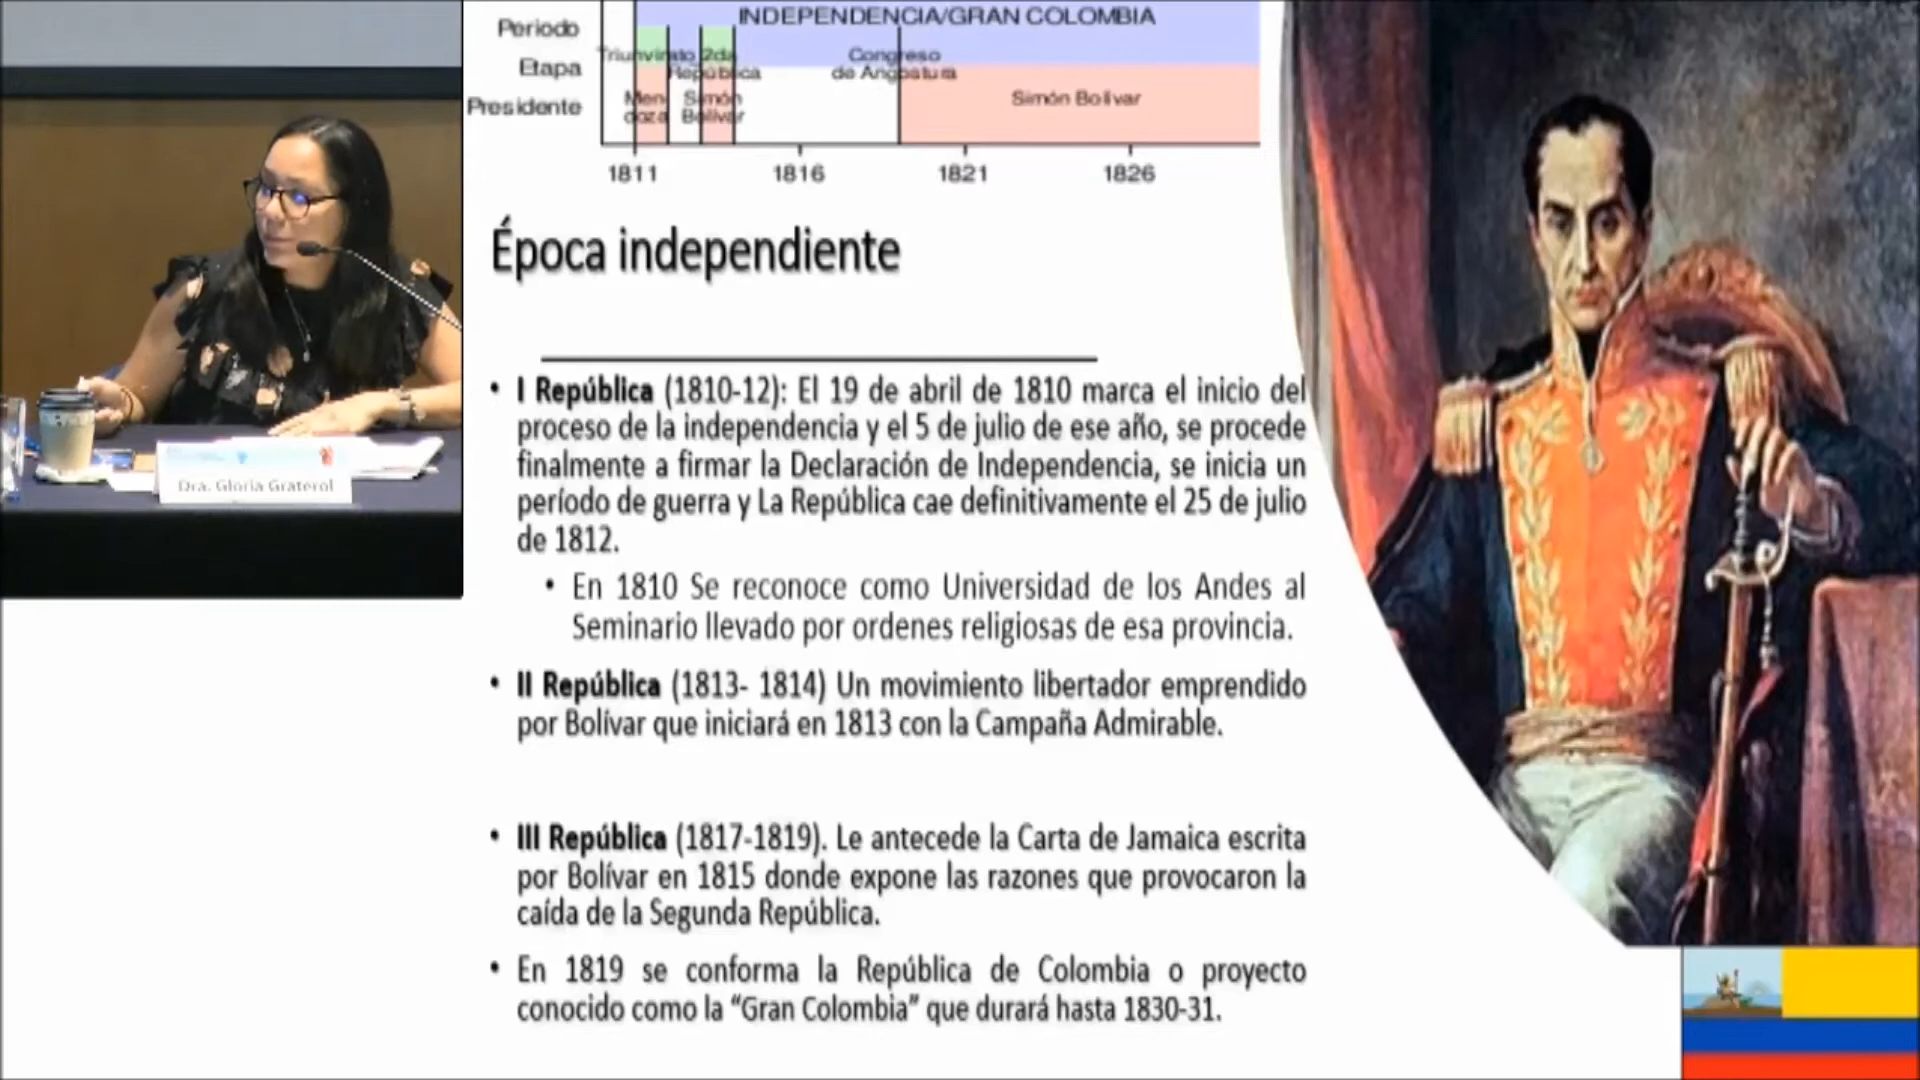 INDEPENDENCIA/GRAN COLOMBIA
Periodo
Etapa
Triunvirato 2da República
Congreso de Angostura
Presidente
Mendoza
Simón Bolívar
Simón Bolívar
1811 1816 1821 1826
Época independiente
• I República (1810-12): El 19 de abril de 1810 marca el inicio del
proceso de la independencia y el 5 de julio de ese año, se procede
finalmente a firmar la Declaración de Independencia, se inicia un
período de guerra y La República cae definitivamente el 25 de julio
de 1812.
• En 1810 Se reconoce como Universidad de los Andes al
Seminario llevado por ordenes religiosas de esa provincia.
• II República (1813- 1814) Un movimiento libertador emprendido
por Bolívar que iniciará en 1813 con la Campaña Admirable.
• III República (1817-1819). Le antecede la Carta de Jamaica escrita
por Bolívar en 1815 donde expone las razones que provocaron la
caída de la Segunda República.
• En 1819 se conforma la República de Colombia o proyecto
conocido como la “Gran Colombia” que durará hasta 1830-31.
Dra. Gloria Graterol